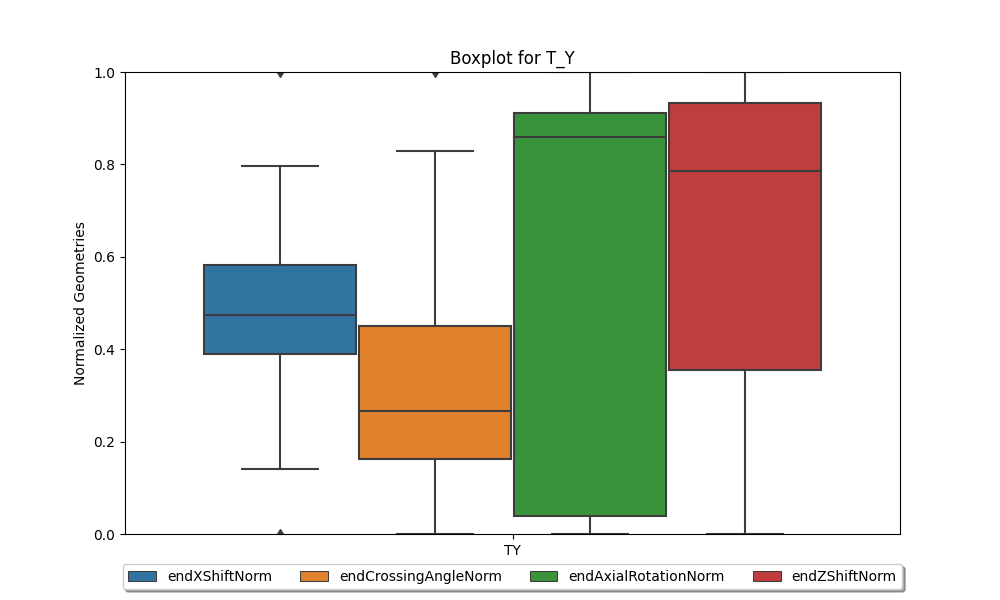 Boxplot for T_Y
Normalized Geometries
1.0
0.8
0.6
0.4
0.2
0.0
TY
endXShiftNorm endCrossingAngleNorm endAxialRotationNorm endZShiftNorm